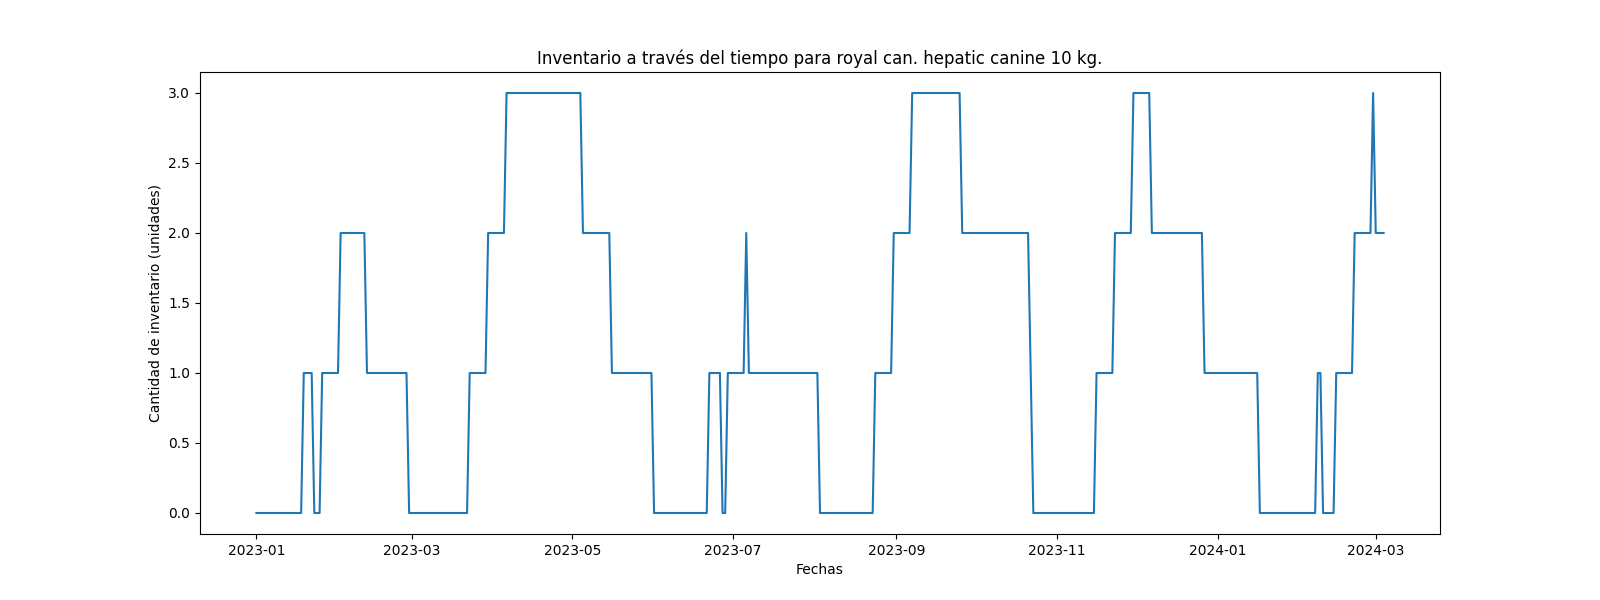 Inventario a través del tiempo para royal can. hepatic canine 10 kg.
Cantidad de inventario (unidades)
3.0
2.5
2.0
1.5
1.0
0.5
0.0
2023-01 2023-03 2023-05 2023-07 2023-09 2023-11 2024-01 2024-03
Fechas